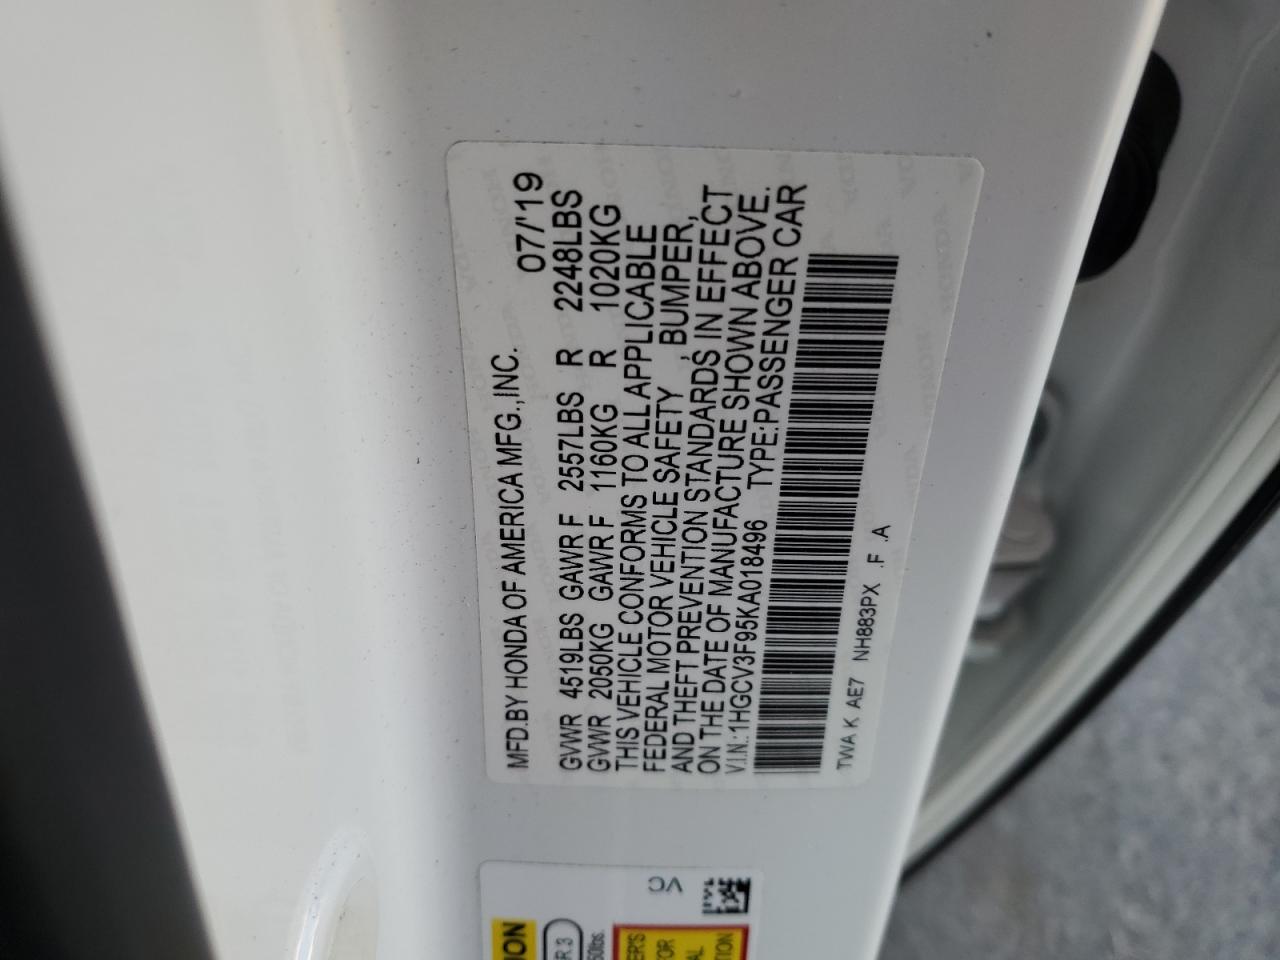 MFD.BY HONDA OF AMERICA MFG.,INC. 07/'19
GVWR 4519LBS GAWR F 2557LBS R 2248LBS
GVWR 2050KG GAWR F 1160KG R 1020KG
THIS VEHICLE CONFORMS TO ALL APPLICABLE
FEDERAL MOTOR VEHICLE SAFETY , BUMPER,
AND THEFT PREVENTION STANDARDS IN EFFECT
ON THE DATE OF MANUFACTURE SHOWN ABOVE.
V.I.N.:1HGCV3F95KA018496 TYPE:PASSENGER CAR
TWA K AE7 NH883PX .F .A
VC